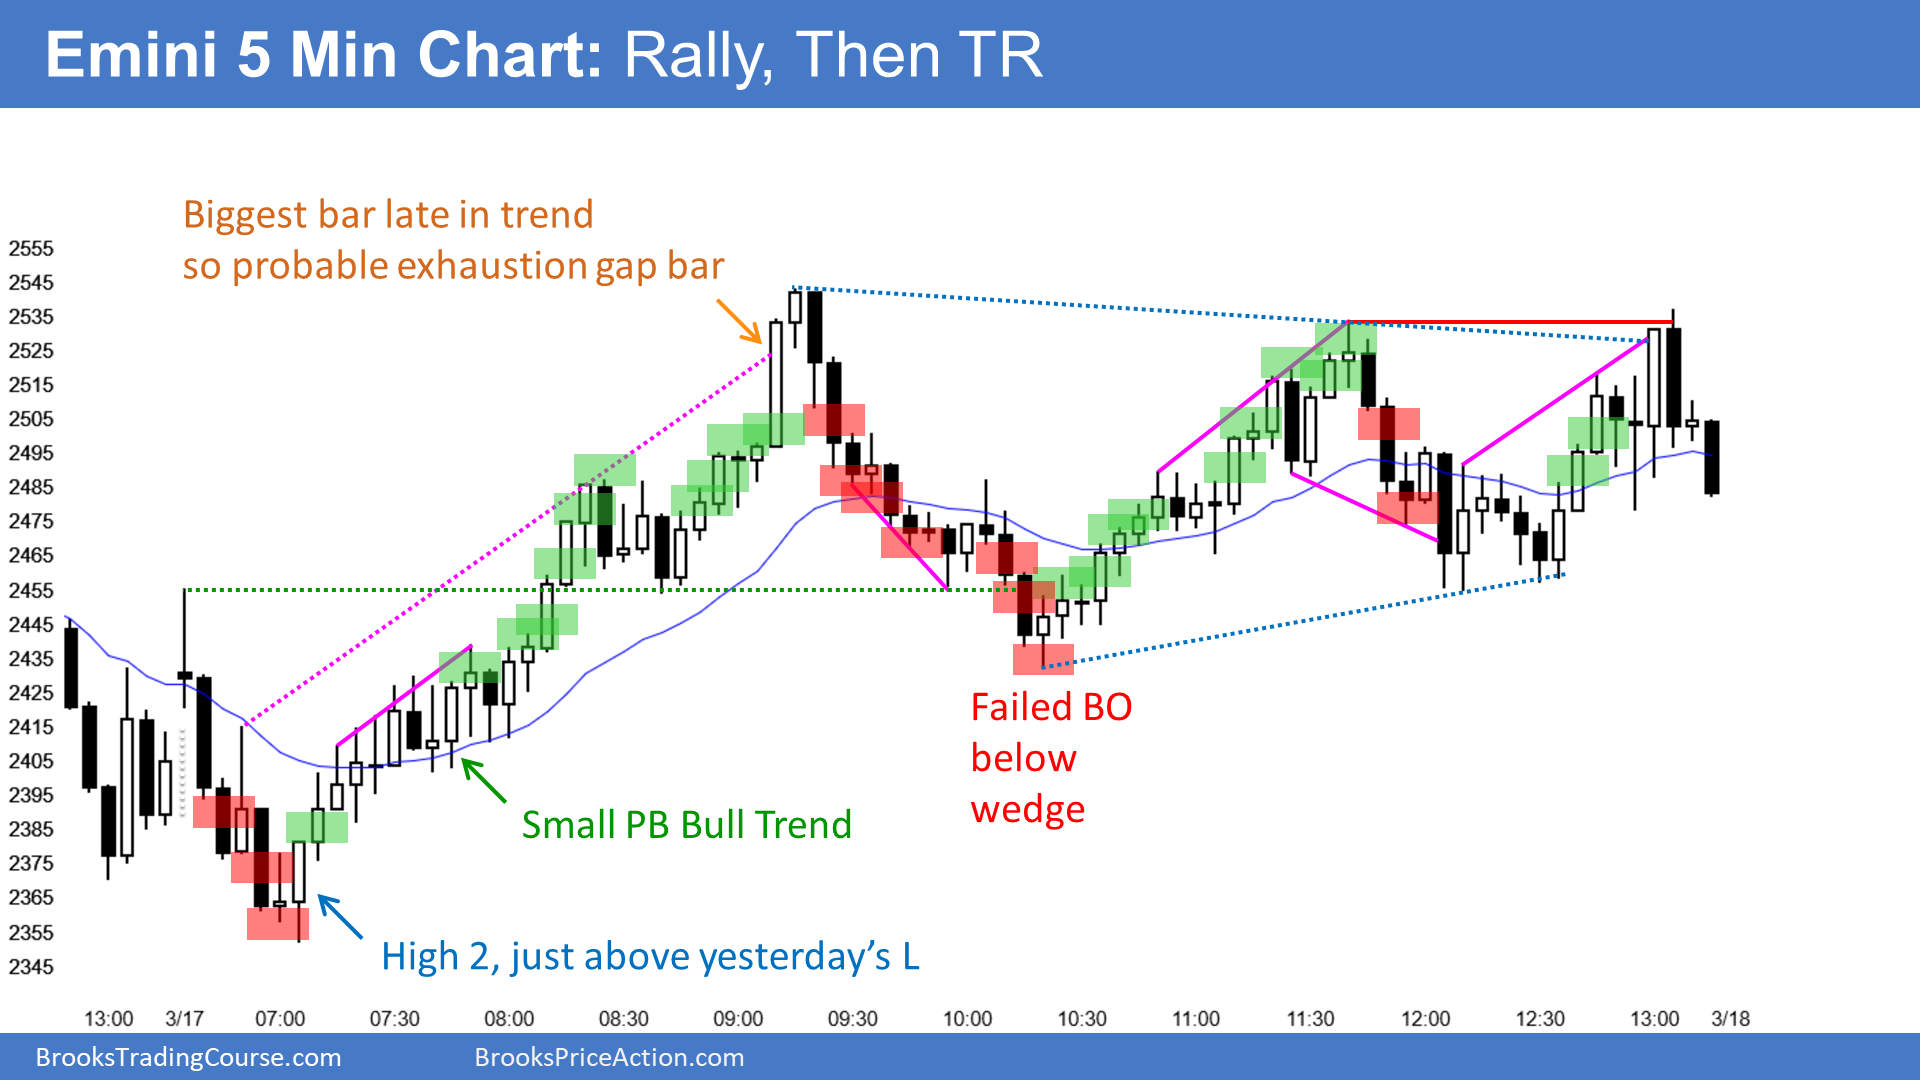 Emini 5 Min Chart: Rally, Then TR
Biggest bar late in trend
so probable exhaustion gap bar
2555
2545
2535
2525
2515
2505
2495
2485
2475
2465
2455
2445
2435
2425
2415
2405
2395
2385
2375
2365
2355
2345
Failed BO
below
wedge
Small PB Bull Trend
High 2, just above yesterday’s L
13:00 3/17 07:00 07:30 08:00 08:30 09:00 09:30 10:00 10:30 11:00 11:30 12:00 12:30 13:00 3/18
BrooksTradingCourse.com BrooksPriceAction.com